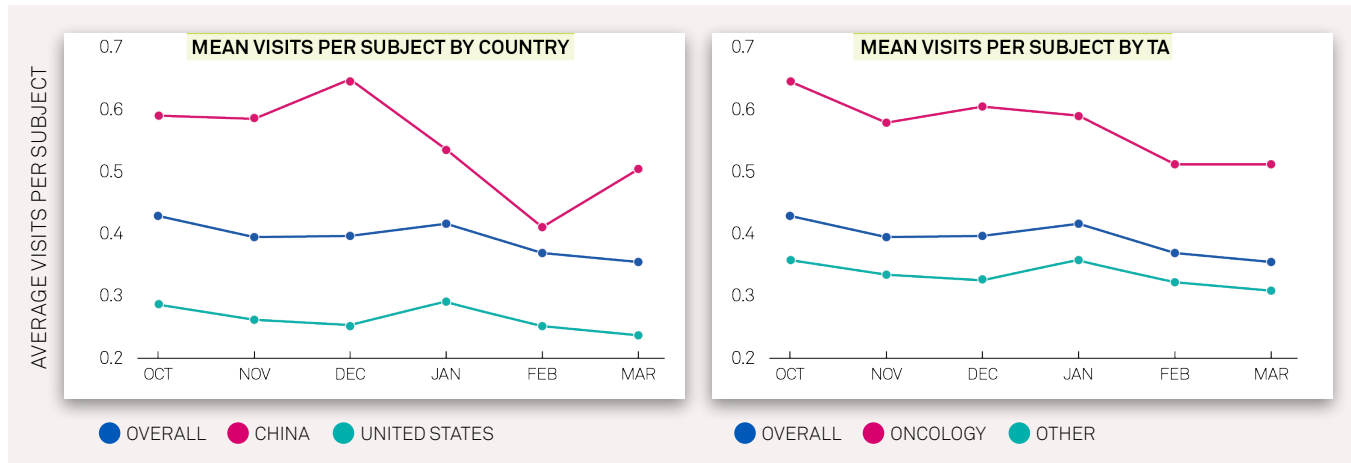 MEAN VISITS PER SUBJECT BY COUNTRY
AVERAGE VISITS PER SUBJECT
0.7
0.6
0.5
0.4
0.3
0.2
OCT NOV DEC JAN FEB MAR
OVERALL CHINA UNITED STATES
MEAN VISITS PER SUBJECT BY TA
0.7
0.6
0.5
0.4
0.3
0.2
OCT NOV DEC JAN FEB MAR
OVERALL ONCOLOGY OTHER